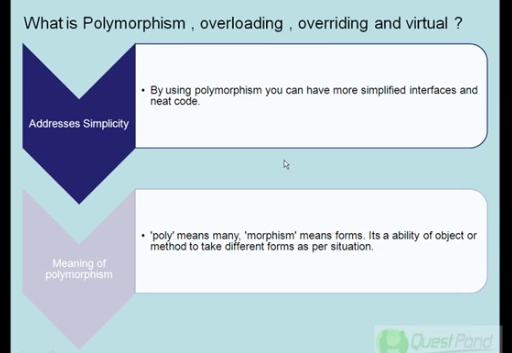 What is Polymorphism , overloading , overriding and virtual ?
• By using polymorphism you can have more simplified interfaces and
neat code.
Addresses Simplicity
• 'poly' means many, 'morphism' means forms. Its a ability of object or
method to take different forms as per situation.
Meaning of
polymorphism
QuestPond